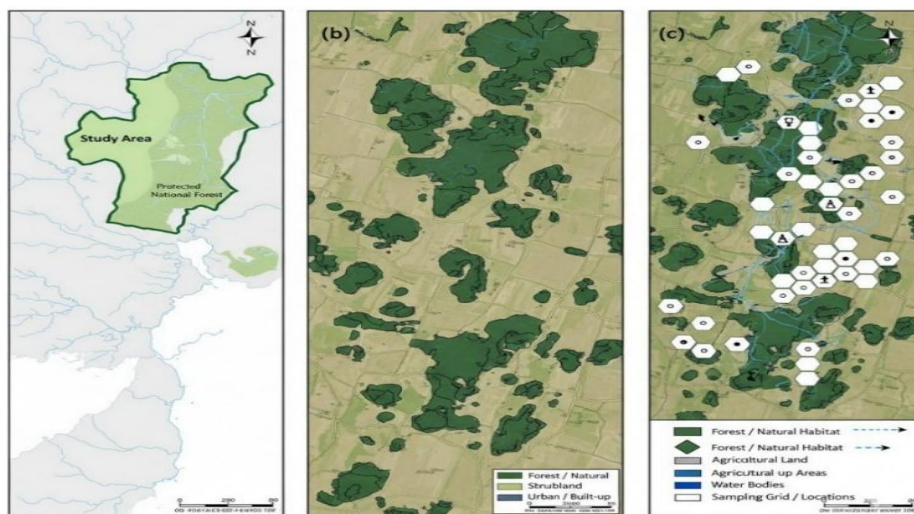 N
Study Area
Protected
National Forest
(b)
N
Forest / Natural
Strubland
Urban / Built-up
(c)
N
Forest / Natural Habitat
Forest / Natural Habitat
Agricultural Land
Agricutural up Areas
Water Bodies
Sampling Grid / Locations